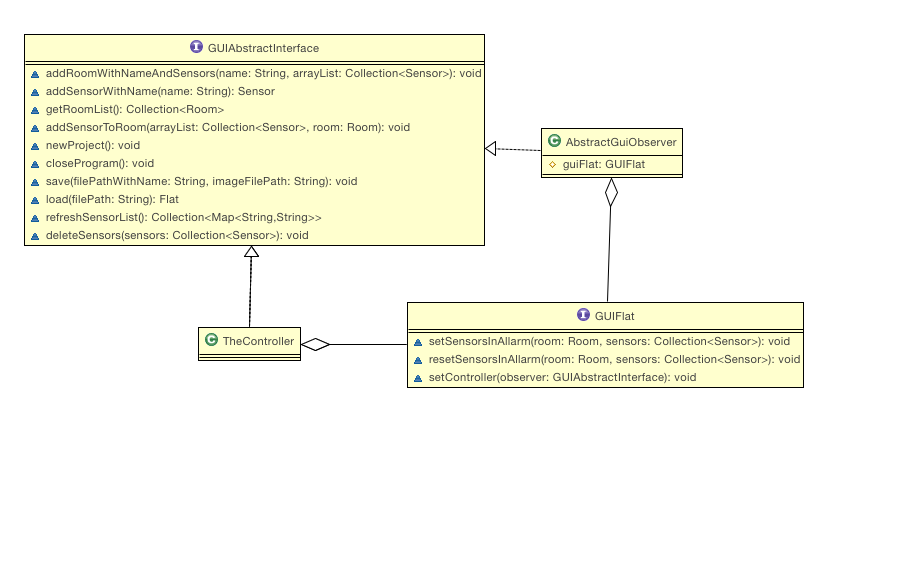 GUIAbstractInterface
addRoomWithNameAndSensors(name: String, arrayList: Collection<Sensor>): void
addSensorWithName(name: String): Sensor
getRoomList(): Collection<Room>
addSensorToRoom(arrayList: Collection<Sensor>, room: Room): void
newProject(): void
closeProgram(): void
save(filePathWithName: String, imageFilePath: String): void
load(filePath: String): Flat
refreshSensorList(): Collection<Map<String,String>>
deleteSensors(sensors: Collection<Sensor>): void
AbstractGuiObserver
guiFlat: GUIFlat
TheController
GUIFlat
setSensorsInAllarm(room: Room, sensors: Collection<Sensor>): void
resetSensorsInAllarm(room: Room, sensors: Collection<Sensor>): void
setController(observer: GUIAbstractInterface): void